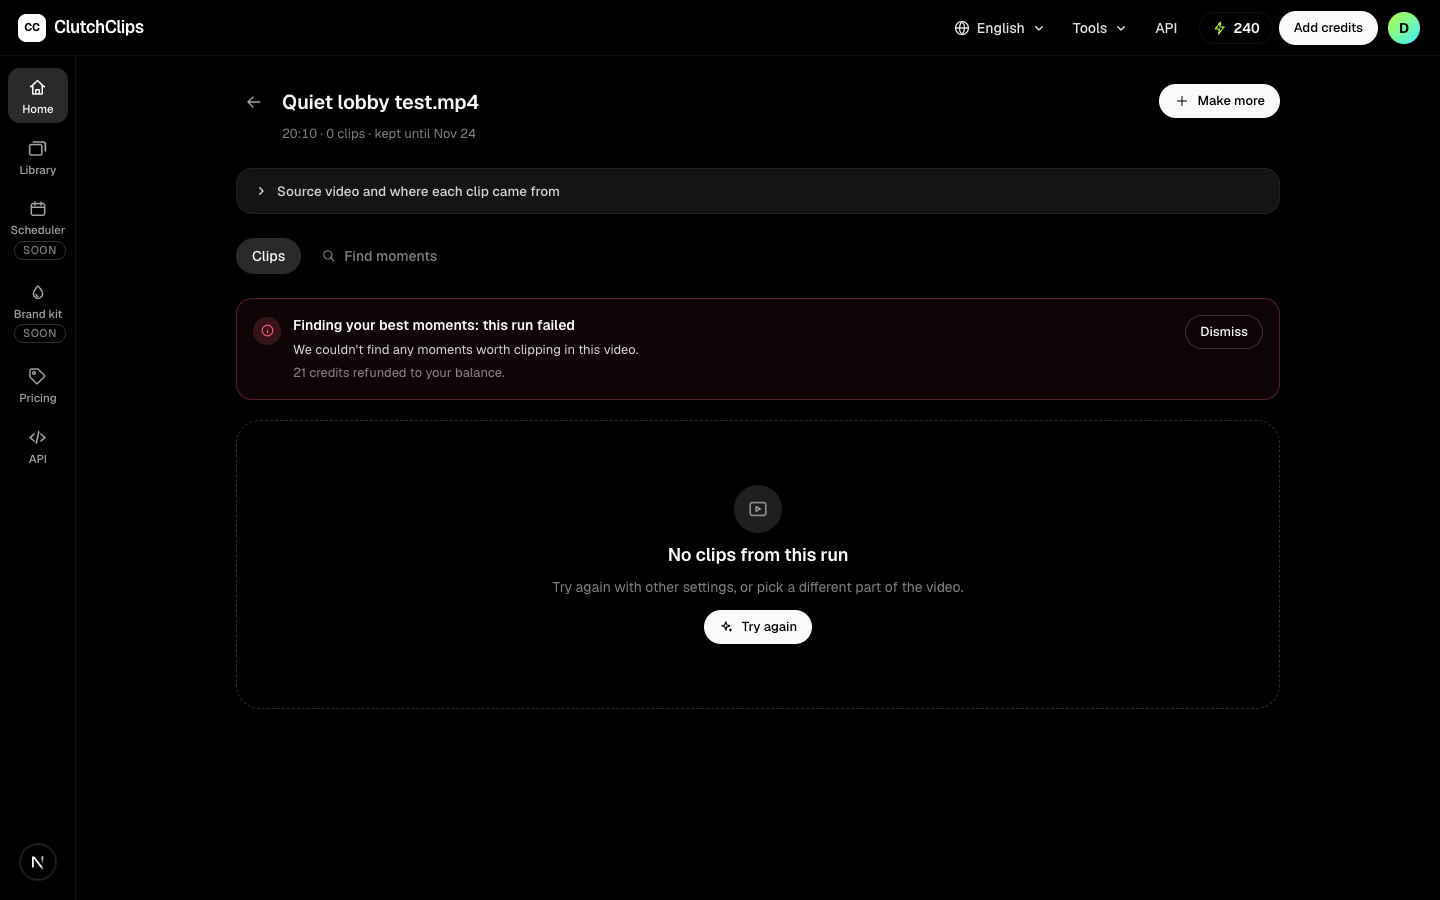 CC ClutchClips
English
Tools
API
240
Add credits
D
Home
Library
Scheduler
SOON
Brand kit
SOON
Pricing
API
N
Quiet lobby test.mp4
20:10 · 0 clips · kept until Nov 24
Make more
Source video and where each clip came from
Clips
Find moments
Finding your best moments: this run failed
We couldn't find any moments worth clipping in this video.
21 credits refunded to your balance.
Dismiss
No clips from this run
Try again with other settings, or pick a different part of the video.
Try again